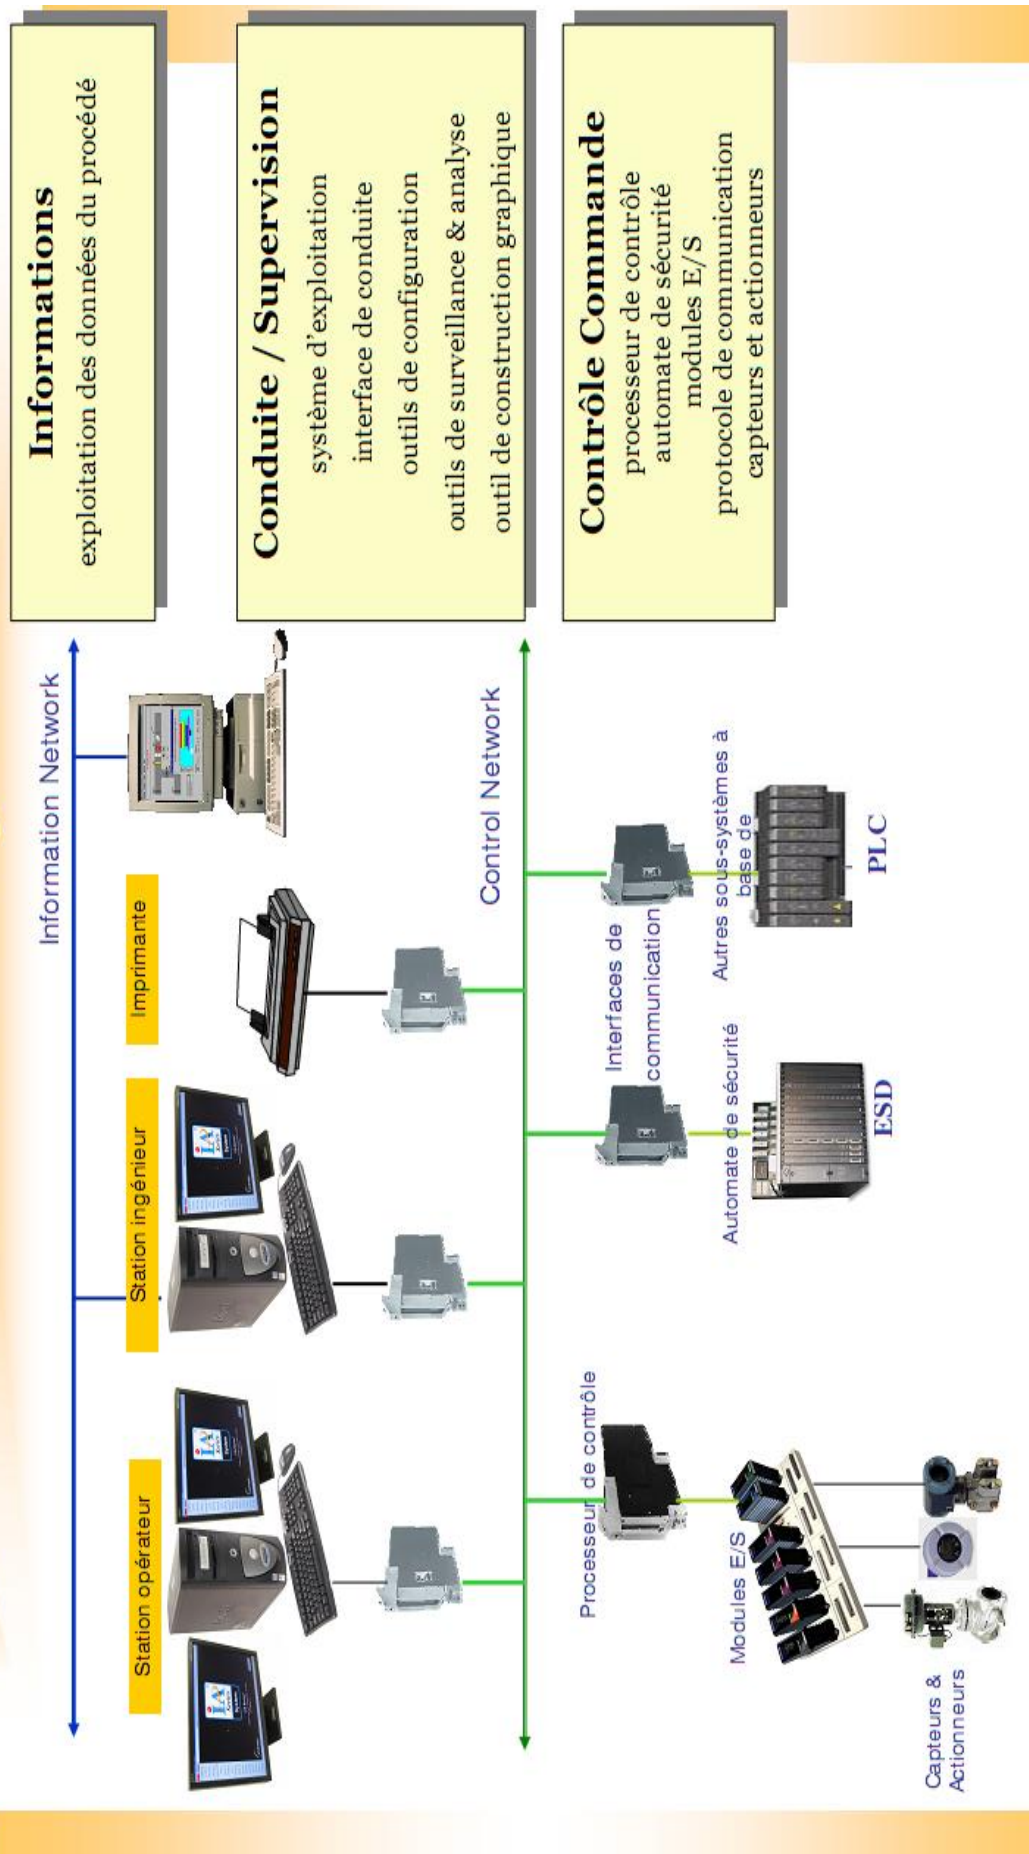 Information Network
Station opérateur
Station ingénieur
Imprimante
Control Network
Processeur de contrôle
Interfaces de
communication
Modules E/S
Automate de sécurité
Autres sous-systèmes à
base de
ESD
PLC
Capteurs &
Actionneurs
Informations
exploitation des données du procédé
Conduite / Supervision
système d'exploitation
interface de conduite
outils de configuration
outils de surveillance & analyse
outil de construction graphique
Contrôle Commande
processeur de contrôle
automate de sécurité
modules E/S
protocole de communication
capteurs et actionneurs